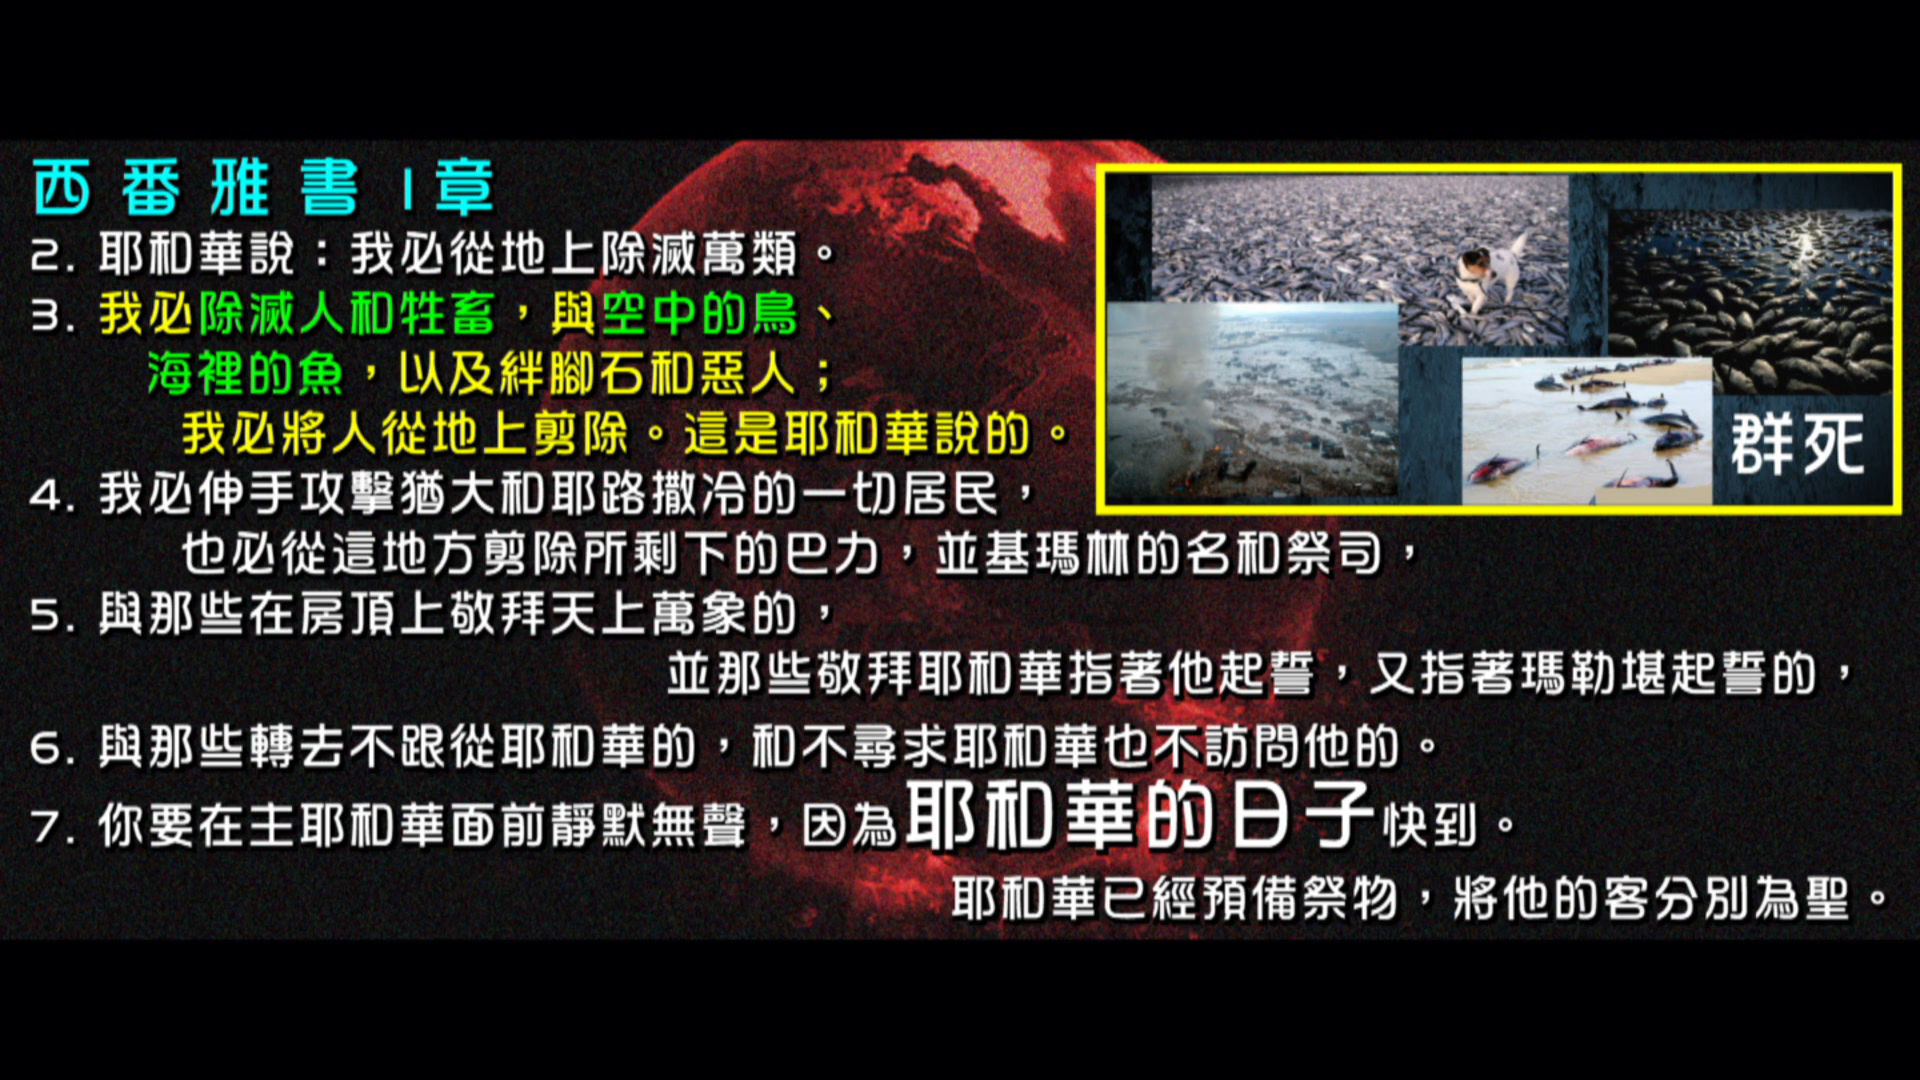 西番雅書1章
2. 耶和華說：我必從地上除滅萬類。
3. 我必除滅人和牲畜，與空中的鳥、
海裡的魚，以及絆腳石和惡人；
我必將人從地上剪除。這是耶和華說的。
群死
4. 我必伸手攻擊猶大和耶路撒冷的一切居民，
也必從這地方剪除所剩下的巴力，並基瑪林的名和祭司，
5. 與那些在房頂上敬拜天上萬象的，
並那些敬拜耶和華指著他起誓，又指著瑪勒堪起誓的，
6. 與那些轉去不跟從耶和華的，和不尋求耶和華也不訪問他的。
7. 你要在主耶和華面前靜默無聲，因為耶和華的日子快到。
耶和華已經預備祭物，將他的客分別為聖。